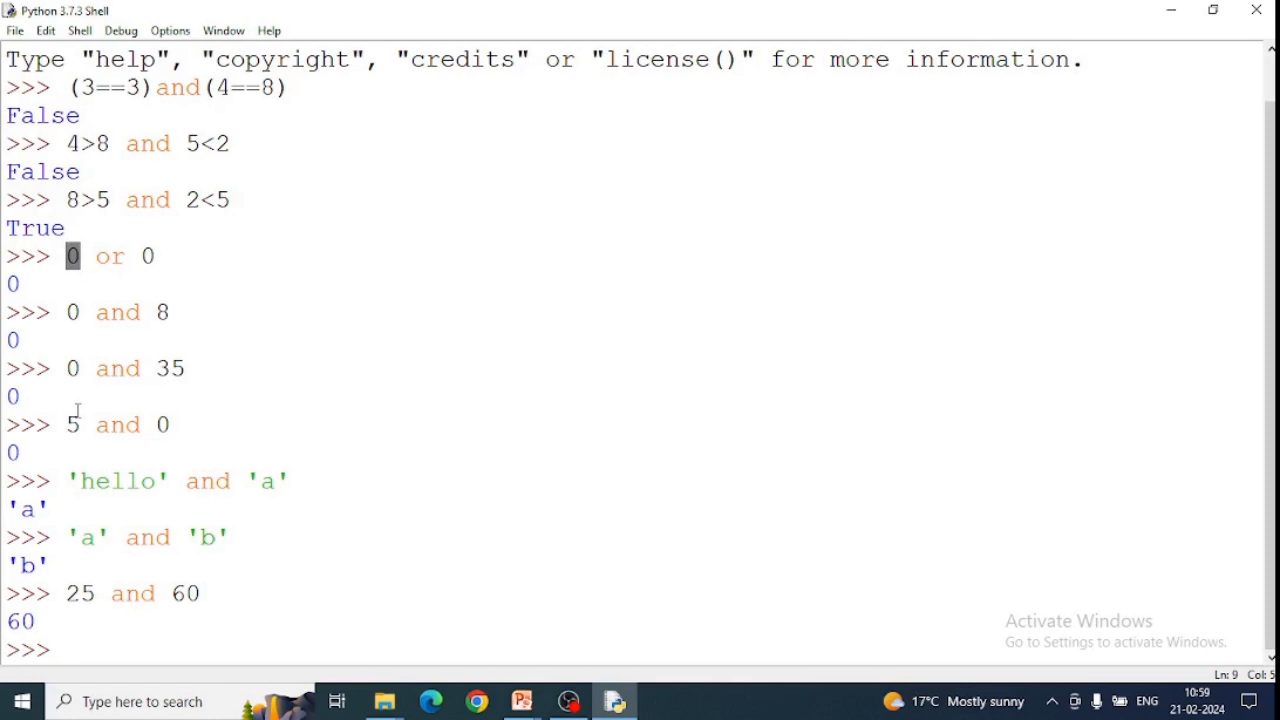 Python 3.7.3 Shell
File Edit Shell Debug Options Window Help
Type "help", "copyright", "credits" or "license()" for more information.
>>> (3==3)and(4==8)
False
>>> 4>8 and 5<2
False
>>> 8>5 and 2<5
True
>>> 0 or 0
0
>>> 0 and 8
0
>>> 0 and 35
0
>>> 5 and 0
0
>>> 'hello' and 'a'
'a'
>>> 'a' and 'b'
'b'
>>> 25 and 60
60
>>>
Activate Windows
Go to Settings to activate Windows.
Ln: 9 Col: 5
Type here to search
17°C Mostly sunny
ENG
10:59
21-02-2024